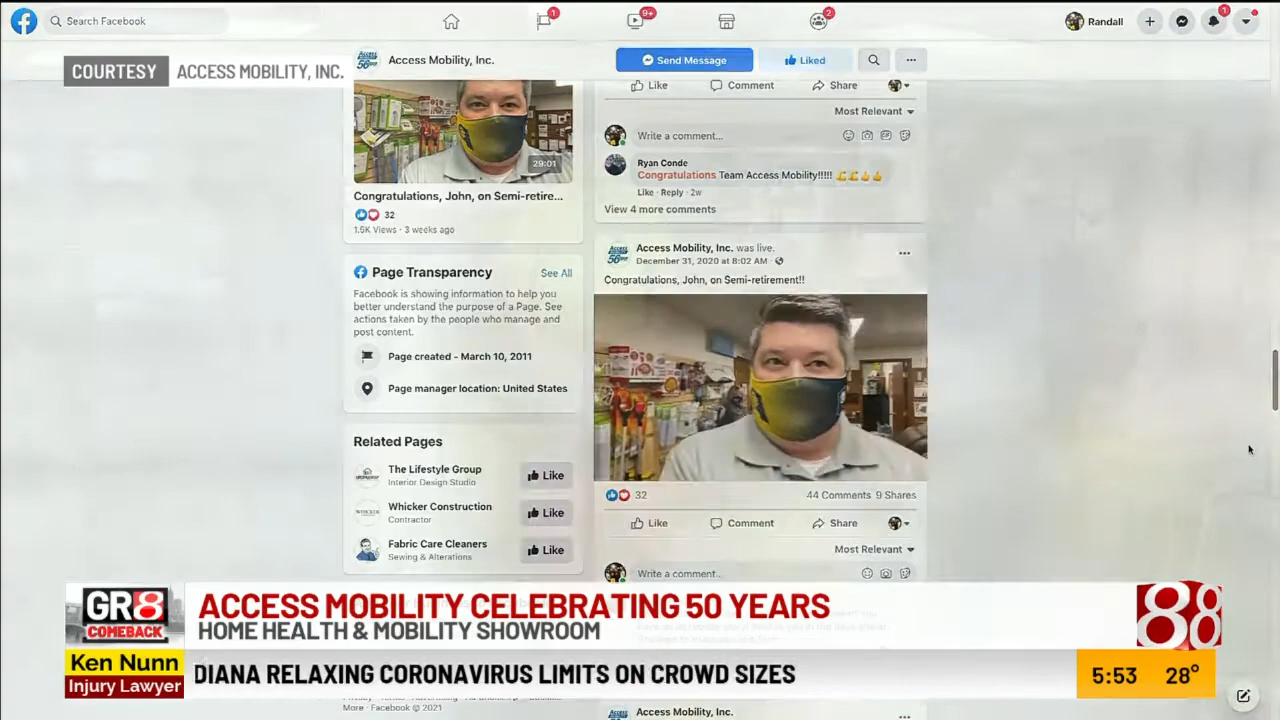 Search Facebook
1
9+
2
Randall
1
COURTESY ACCESS MOBILITY, INC.
Access Mobility, Inc.
Send Message
Liked
29:01
Congratulations, John, on Semi-retire...
32
1.5K Views · 3 weeks ago
Page Transparency
See All
Facebook is showing information to help you
better understand the purpose of a Page. See
actions taken by the people who manage and
post content.
Page created - March 10, 2011
Page manager location: United States
Related Pages
The Lifestyle Group
Interior Design Studio
Like
Whicker Construction
Contractor
Like
Fabric Care Cleaners
Sewing & Alterations
Like
Like Comment Share
Most Relevant
Write a comment...
Ryan Conde
Congratulations Team Access Mobility!!!!!
Like · Reply · 2w
View 4 more comments
Access Mobility, Inc. was live.
December 31, 2020 at 8:02 AM ·
Congratulations, John, on Semi-retirement!!
32
44 Comments 9 Shares
Like Comment Share
Most Relevant
Write a comment...
GR8
COMEBACK
ACCESS MOBILITY CELEBRATING 50 YEARS
HOME HEALTH & MOBILITY SHOWROOM
8
Ken Nunn
Injury Lawyer
DIANA RELAXING CORONAVIRUS LIMITS ON CROWD SIZES
5:53 28°
More · Facebook © 2021
Access Mobility, Inc.